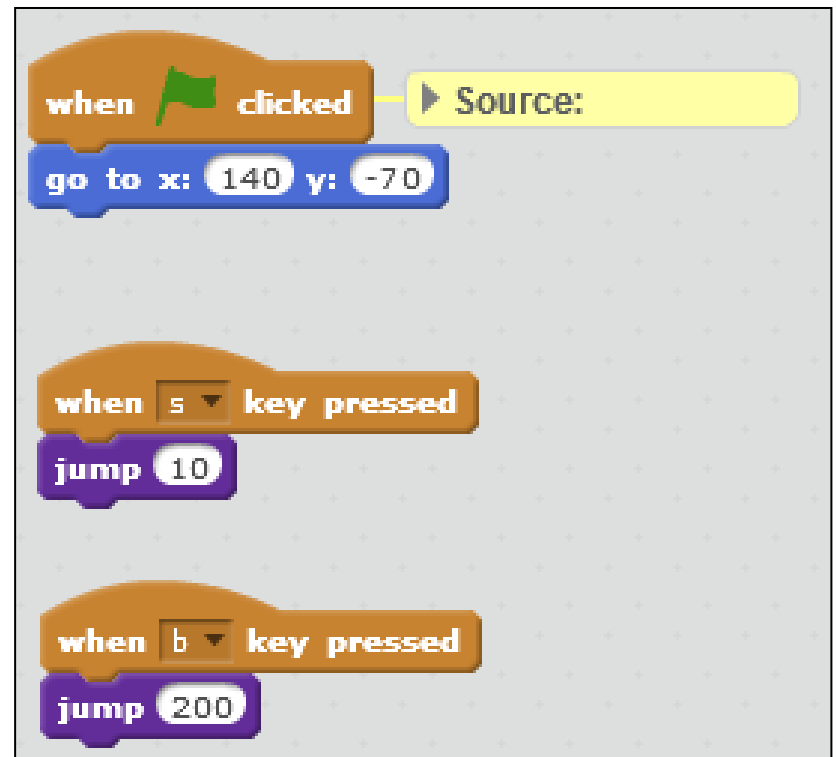 when clicked
Source:
go to x: 140 y: -70
when s key pressed
jump 10
when b key pressed
jump 200